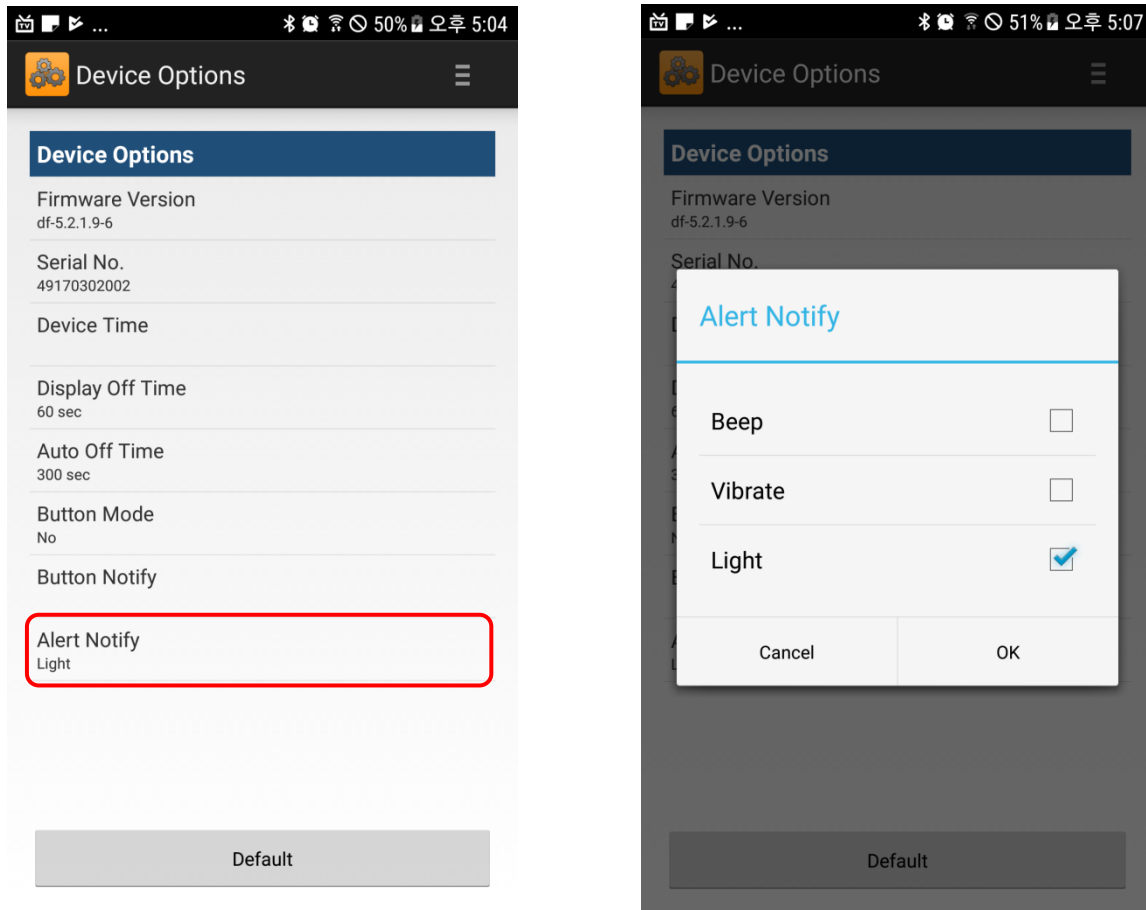 ... 50% 오후 5:04
Device Options
Device Options
Firmware Version
df-5.2.1.9-6
Serial No.
49170302002
Device Time
Display Off Time
60 sec
Auto Off Time
300 sec
Button Mode
No
Button Notify
Alert Notify
Light
Default
... 51% 오후 5:07
Device Options
Device Options
Firmware Version
df-5.2.1.9-6
Serial No.
Alert Notify
Beep
Vibrate
Light
Cancel OK
Default